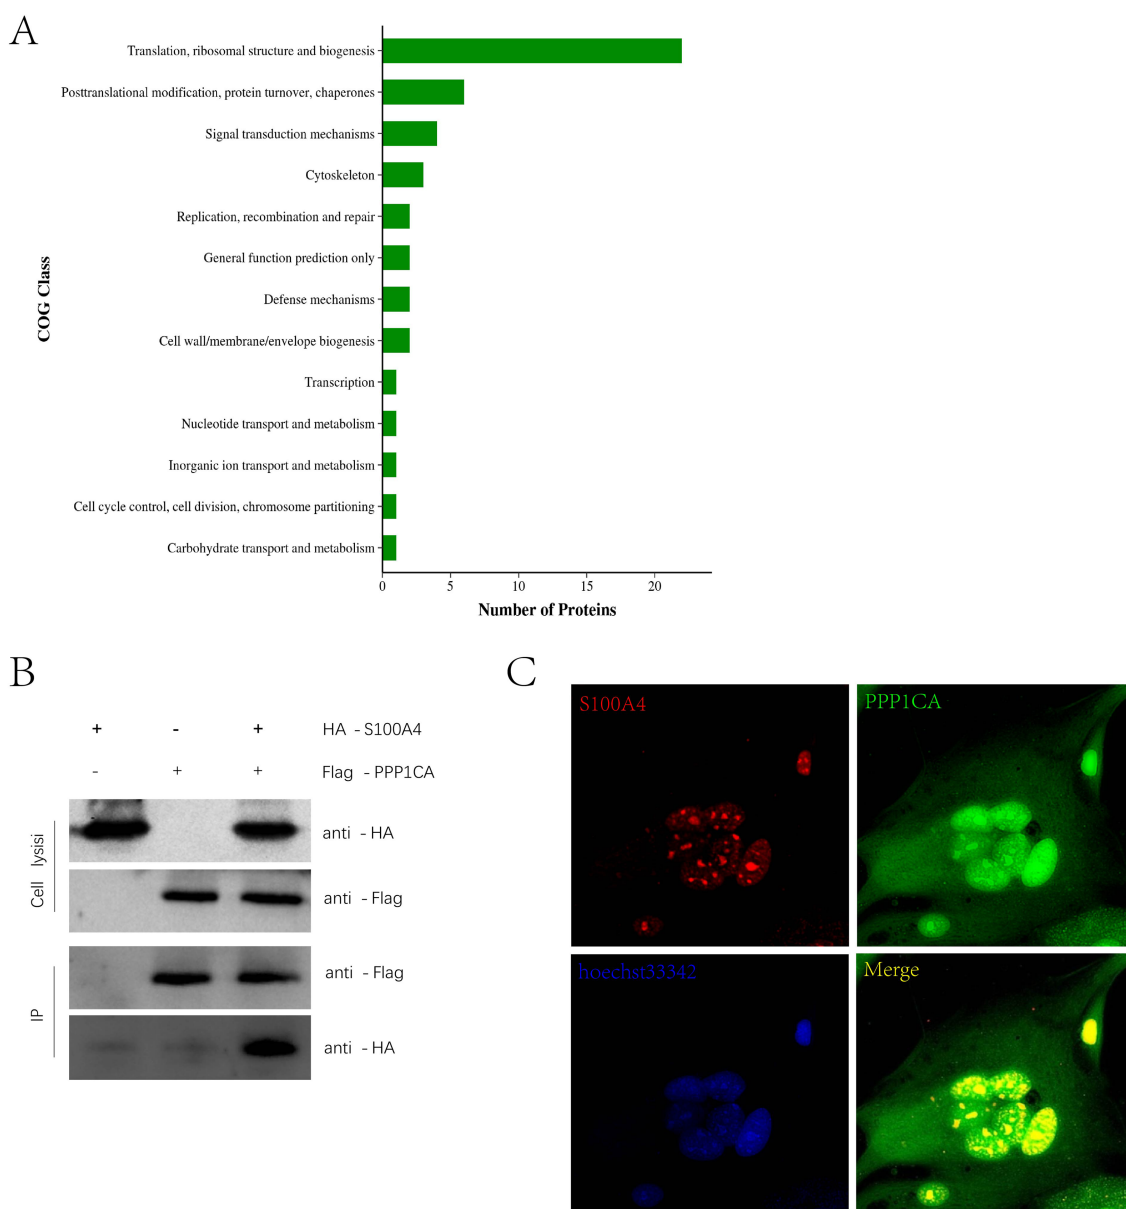 A
Translation, ribosomal structure and biogenesis
Posttranslational modification, protein turnover, chaperones
Signal transduction mechanisms
Cytoskeleton
Replication, recombination and repair
General function prediction only
Defense mechanisms
Cell wall/membrane/envelope biogenesis
Transcription
Nucleotide transport and metabolism
Inorganic ion transport and metabolism
Cell cycle control, cell division, chromosome partitioning
Carbohydrate transport and metabolism
COG Class
0 5 10 15 20
Number of Proteins
B
+ - + HA - S100A4
- + + Flag - PPP1CA
Cell lysisi
anti - HA
anti - Flag
IP
anti - Flag
anti - HA
C
S100A4
PPP1CA
hoechst33342
Merge